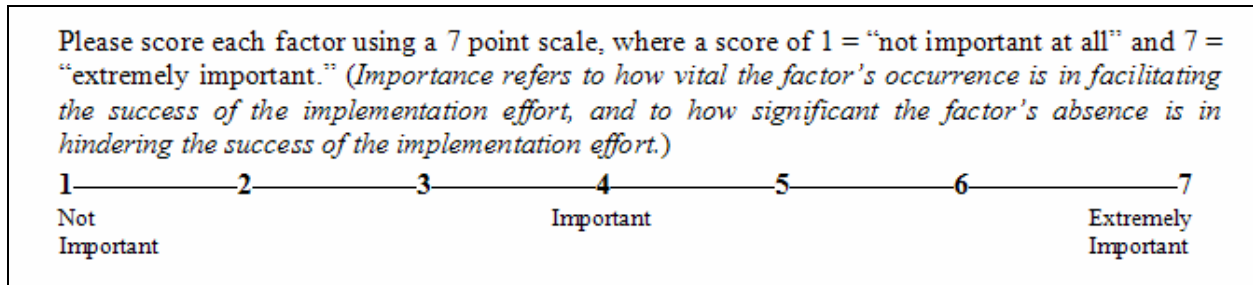 Please score each factor using a 7 point scale, where a score of 1 = “not important at all” and 7 =
“extremely important.” (Importance refers to how vital the factor’s occurrence is in facilitating
the success of the implementation effort, and to how significant the factor’s absence is in
hindering the success of the implementation effort.)
1 2 3 4 5 6 7
Not Important Extremely
Important Important